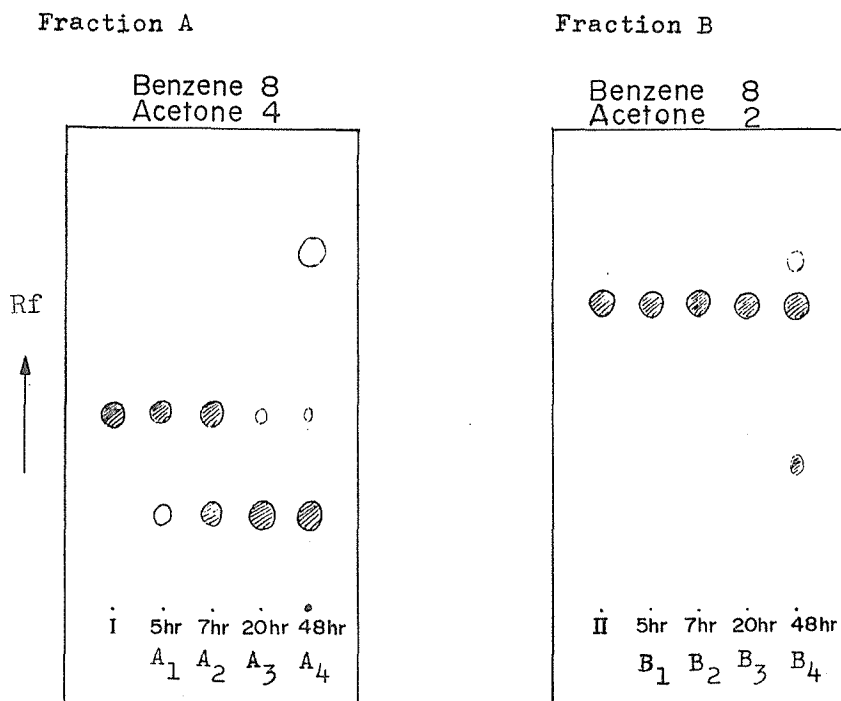 Fraction A
Benzene 8
Acetone 4
Rf
I 5hr 7hr 20hr 48hr
A1 A2 A3 A4
Fraction B
Benzene 8
Acetone 2
II 5hr 7hr 20hr 48hr
B1 B2 B3 B4